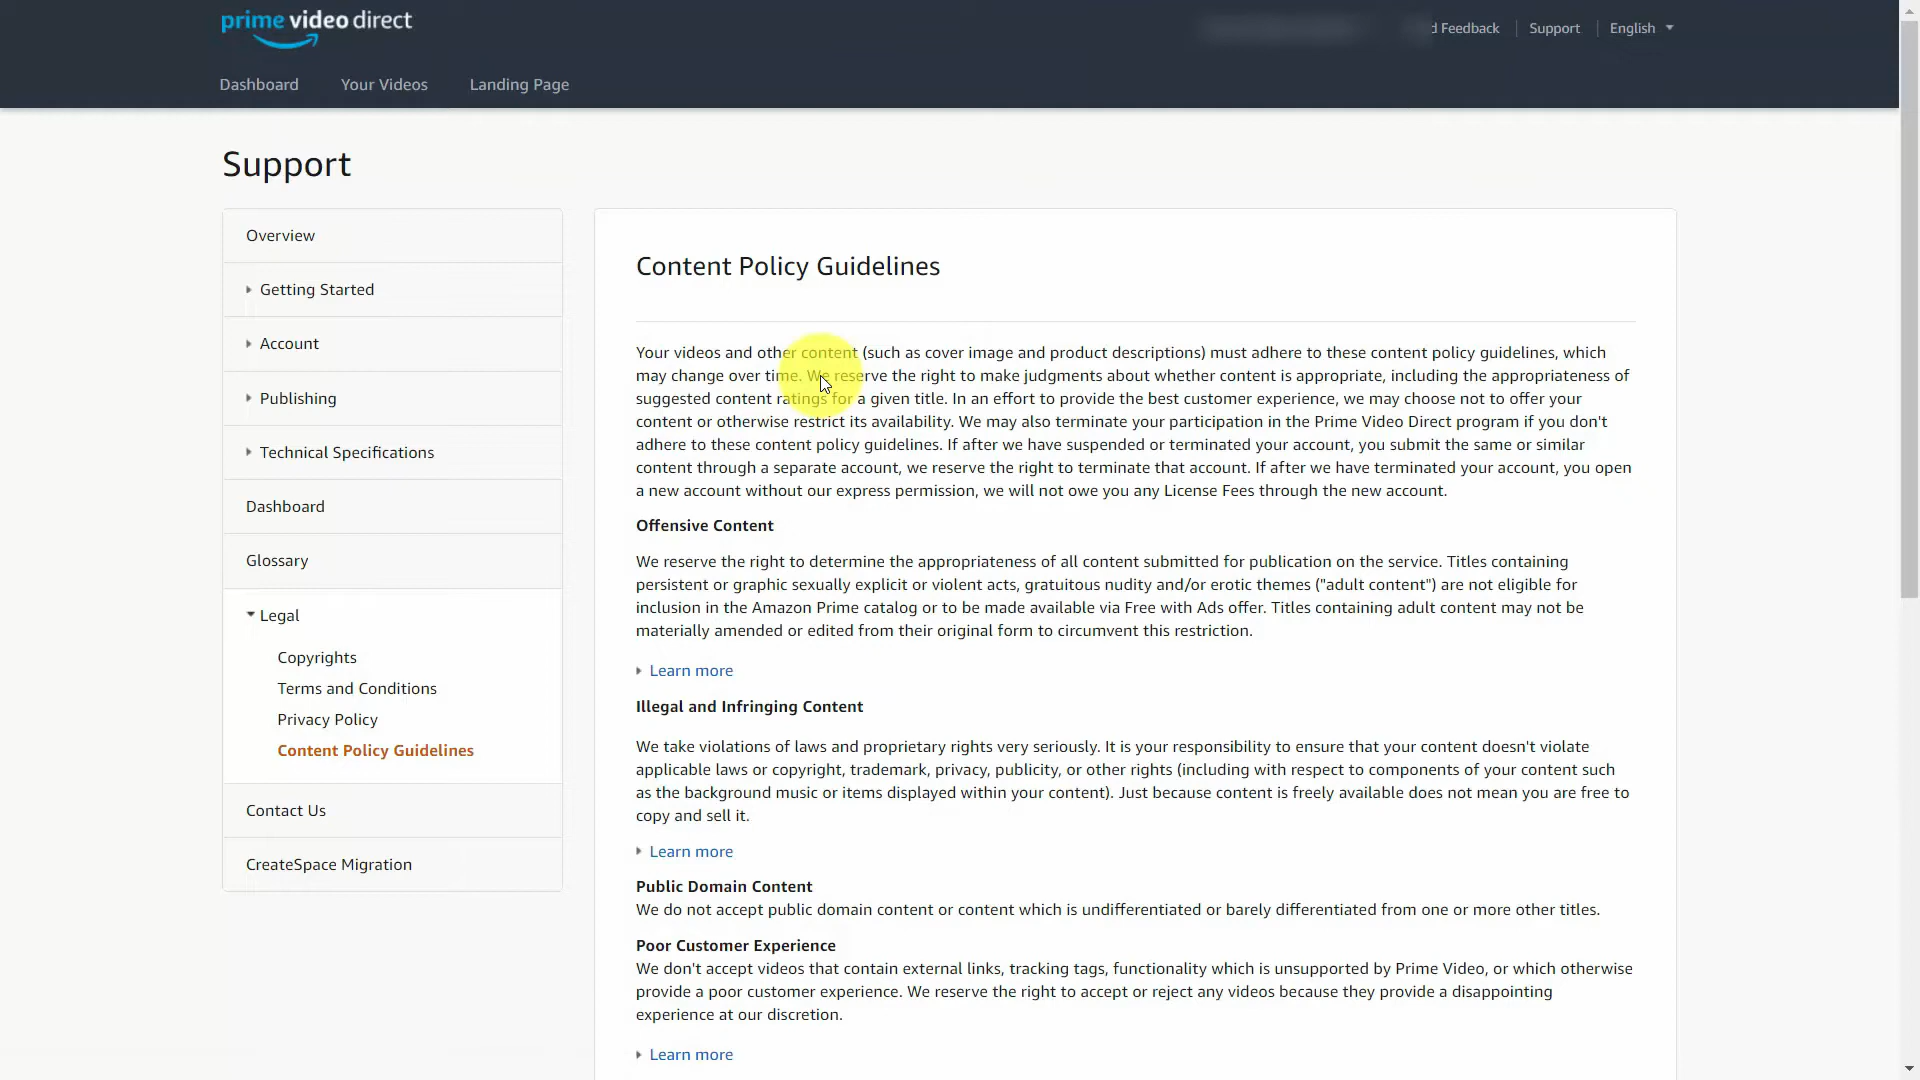 prime video direct
d Feedback
Support
English
Dashboard
Your Videos
Landing Page
Support
Overview
Getting Started
Account
Publishing
Technical Specifications
Dashboard
Glossary
Legal
Copyrights
Terms and Conditions
Privacy Policy
Content Policy Guidelines
Contact Us
CreateSpace Migration
Content Policy Guidelines
Your videos and other content (such as cover image and product descriptions) must adhere to these content policy guidelines, which
may change over time. We reserve the right to make judgments about whether content is appropriate, including the appropriateness of
suggested content ratings for a given title. In an effort to provide the best customer experience, we may choose not to offer your
content or otherwise restrict its availability. We may also terminate your participation in the Prime Video Direct program if you don't
adhere to these content policy guidelines. If after we have suspended or terminated your account, you submit the same or similar
content through a separate account, we reserve the right to terminate that account. If after we have terminated your account, you open
a new account without our express permission, we will not owe you any License Fees through the new account.
Offensive Content
We reserve the right to determine the appropriateness of all content submitted for publication on the service. Titles containing
persistent or graphic sexually explicit or violent acts, gratuitous nudity and/or erotic themes ("adult content") are not eligible for
inclusion in the Amazon Prime catalog or to be made available via Free with Ads offer. Titles containing adult content may not be
materially amended or edited from their original form to circumvent this restriction.
Learn more
Illegal and Infringing Content
We take violations of laws and proprietary rights very seriously. It is your responsibility to ensure that your content doesn't violate
applicable laws or copyright, trademark, privacy, publicity, or other rights (including with respect to components of your content such
as the background music or items displayed within your content). Just because content is freely available does not mean you are free to
copy and sell it.
Learn more
Public Domain Content
We do not accept public domain content or content which is undifferentiated or barely differentiated from one or more other titles.
Poor Customer Experience
We don't accept videos that contain external links, tracking tags, functionality which is unsupported by Prime Video, or which otherwise
provide a poor customer experience. We reserve the right to accept or reject any videos because they provide a disappointing
experience at our discretion.
Learn more